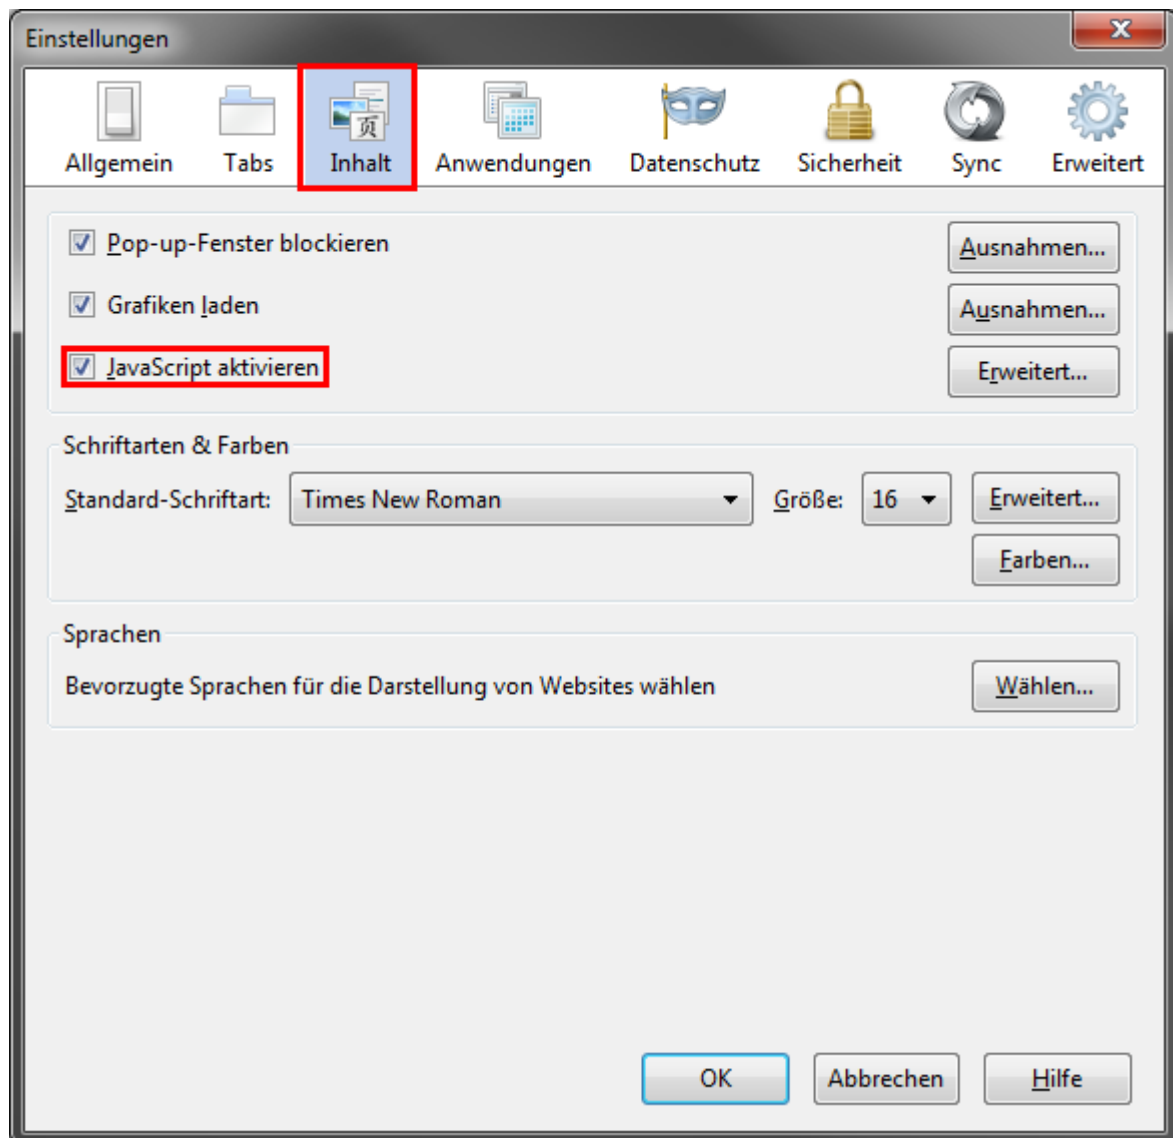 Einstellungen
Allgemein Tabs Inhalt Anwendungen Datenschutz Sicherheit Sync Erweitert
页
Pop-up-Fenster blockieren Ausnahmen...
Grafiken laden Ausnahmen...
JavaScript aktivieren Erweitert...
Schriftarten & Farben
Standard-Schriftart: Times New Roman Größe: 16 Erweitert...
Farben...
Sprachen
Bevorzugte Sprachen für die Darstellung von Websites wählen Wählen...
OK Abbrechen Hilfe